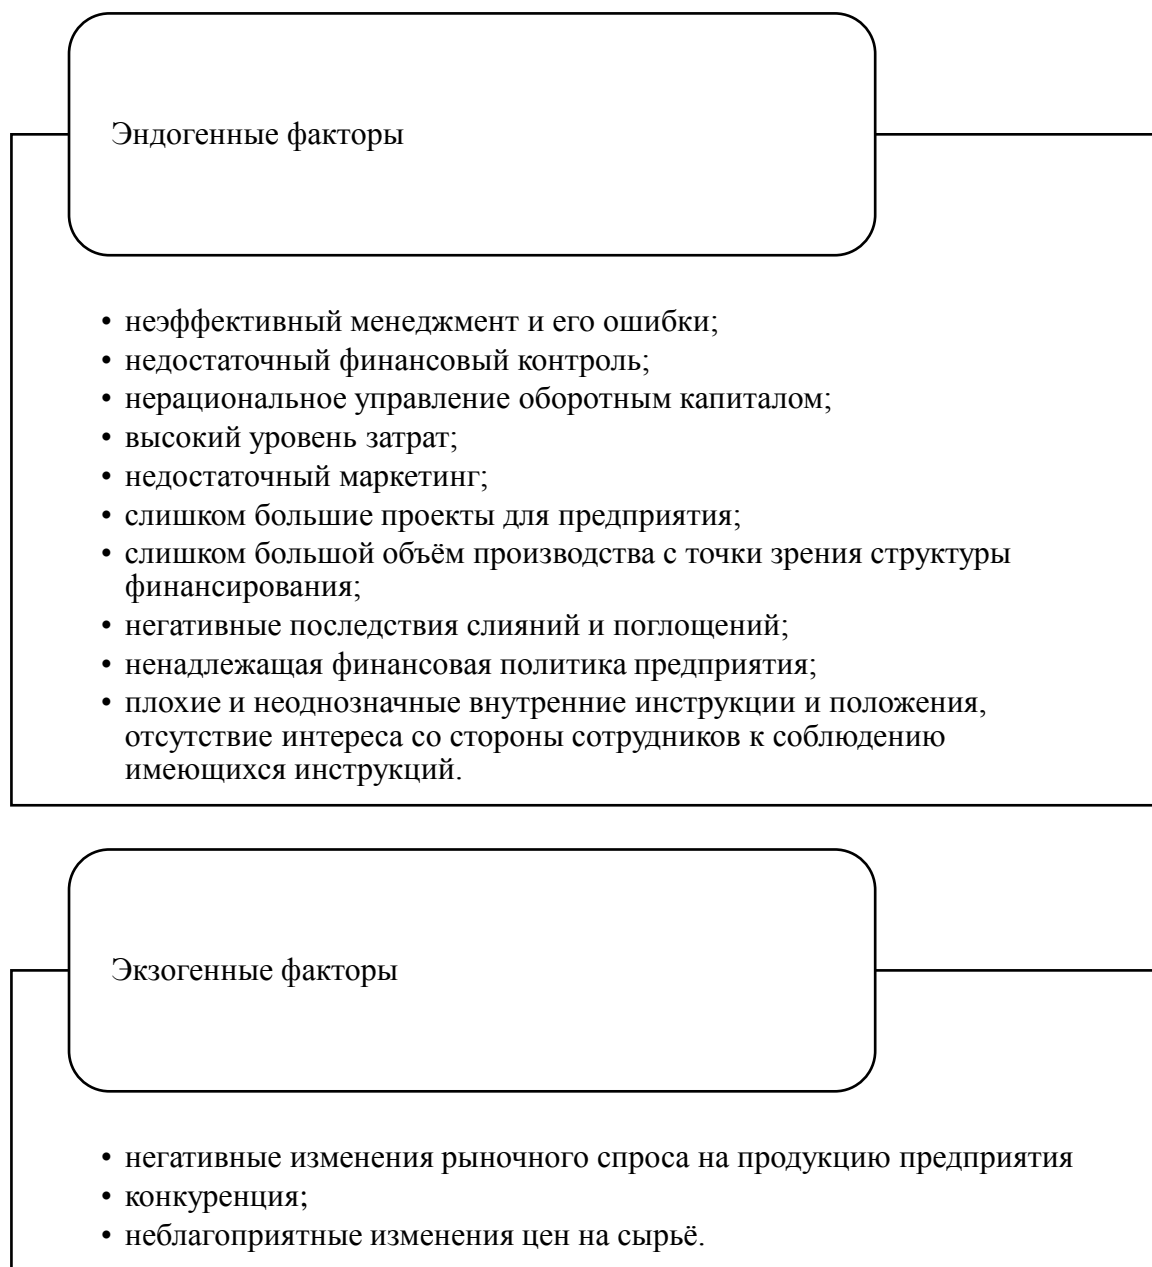 Эндогенные факторы
• неэффективный менеджмент и его ошибки;
• недостаточный финансовый контроль;
• нерациональное управление оборотным капиталом;
• высокий уровень затрат;
• недостаточный маркетинг;
• слишком большие проекты для предприятия;
• слишком большой объём производства с точки зрения структуры
финансирования;
• негативные последствия слияний и поглощений;
• ненадлежащая финансовая политика предприятия;
• плохие и неоднозначные внутренние инструкции и положения,
отсутствие интереса со стороны сотрудников к соблюдению
имеющихся инструкций.
Экзогенные факторы
• негативные изменения рыночного спроса на продукцию предприятия
• конкуренция;
• неблагоприятные изменения цен на сырьё.